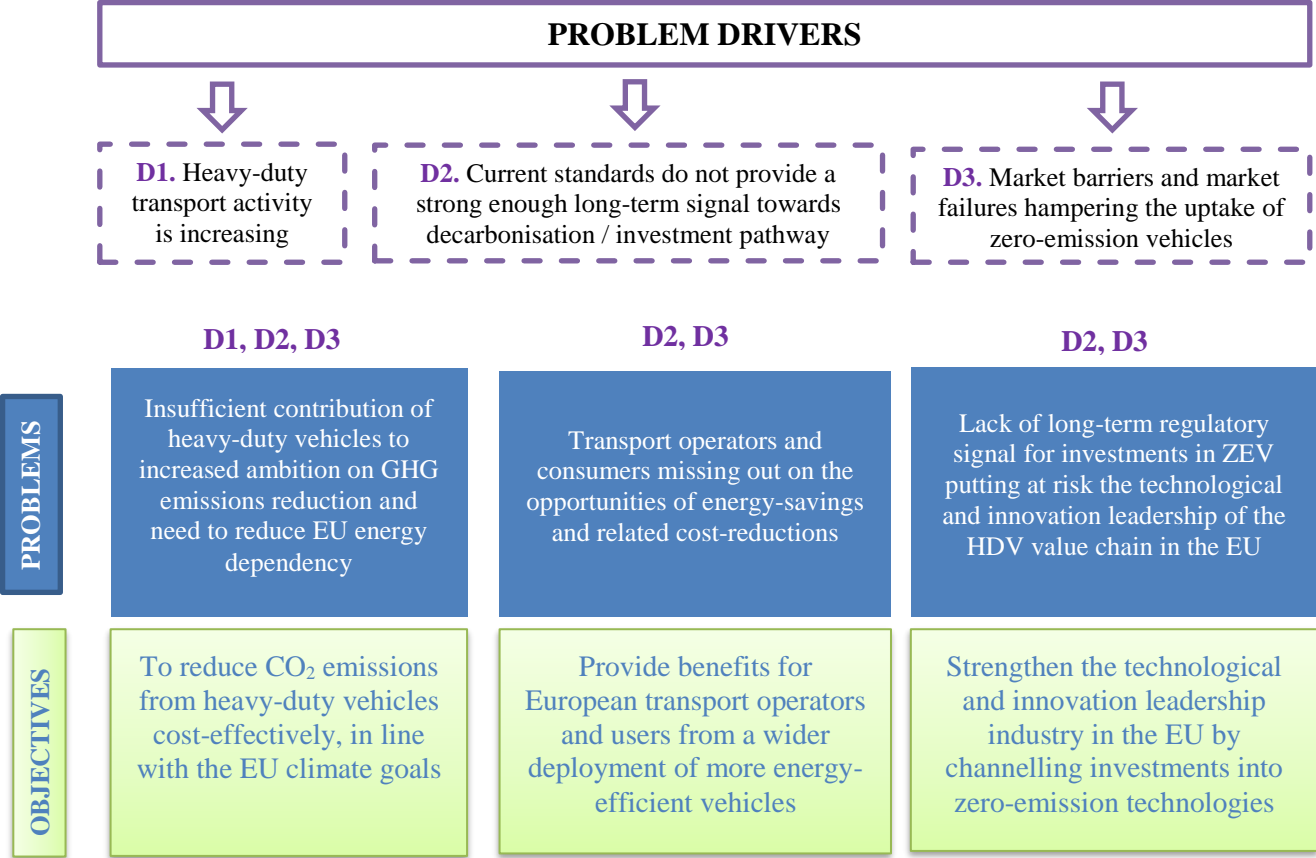 PROBLEM DRIVERS
D1. Heavy-duty
transport activity
is increasing
D2. Current standards do not provide a
strong enough long-term signal towards
decarbonisation / investment pathway
D3. Market barriers and market
failures hampering the uptake of
zero-emission vehicles
D1, D2, D3
D2, D3
D2, D3
PROBLEMS
Insufficient contribution of
heavy-duty vehicles to
increased ambition on GHG
emissions reduction and
need to reduce EU energy
dependency
Transport operators and
consumers missing out on the
opportunities of energy-savings
and related cost-reductions
Lack of long-term regulatory
signal for investments in ZEV
putting at risk the technological
and innovation leadership of the
HDV value chain in the EU
OBJECTIVES
To reduce CO₂ emissions
from heavy-duty vehicles
cost-effectively, in line
with the EU climate goals
Provide benefits for
European transport operators
and users from a wider
deployment of more energy-
efficient vehicles
Strengthen the technological
and innovation leadership
industry in the EU by
channelling investments into
zero-emission technologies